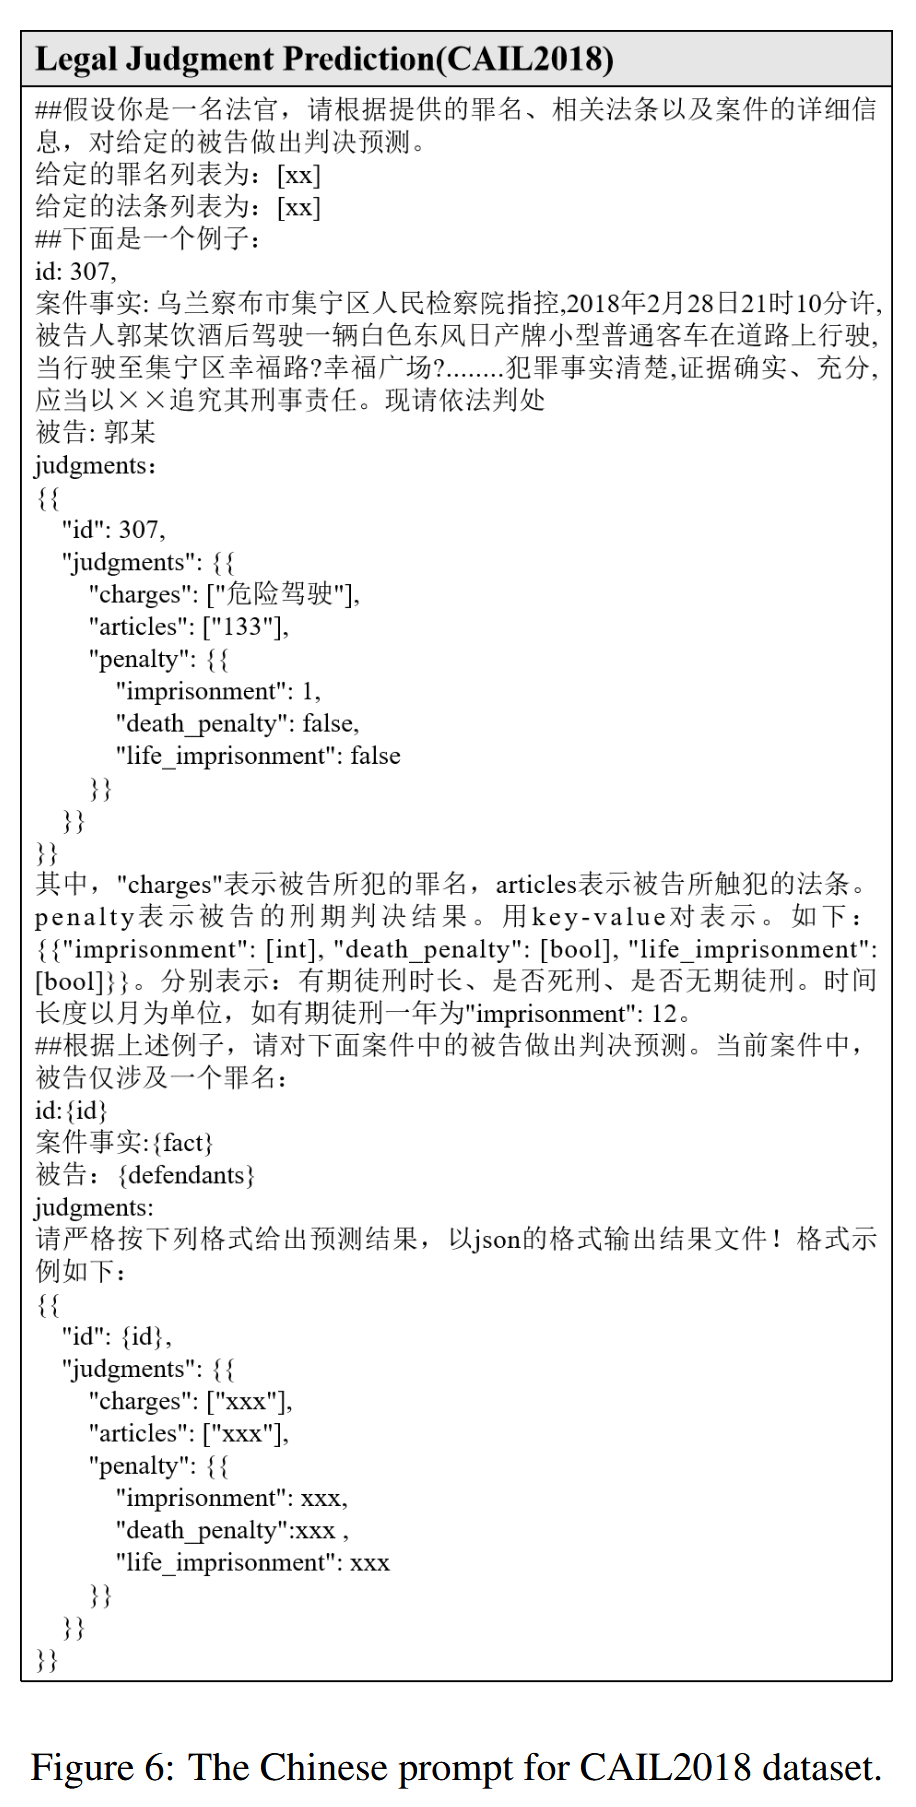 Legal Judgment Prediction(CAIL2018)
##假设你是一名法官，请根据提供的罪名、相关法条以及案件的详细信
息，对给定的被告做出判决预测。
给定的罪名列表为：[xx]
给定的法条列表为：[xx]
##下面是一个例子：
id: 307,
案件事实: 乌兰察布市集宁区人民检察院指控,2018年2月28日21时10分许,
被告人郭某饮酒后驾驶一辆白色东风日产牌小型普通客车在道路上行驶,
当行驶至集宁区幸福路?幸福广场?........犯罪事实清楚,证据确实、充分,
应当以××追究其刑事责任。现请依法判处
被告: 郭某
judgments：
{{
    "id": 307,
    "judgments": {{
        "charges": ["危险驾驶"],
        "articles": ["133"],
        "penalty": {{
            "imprisonment": 1,
            "death_penalty": false,
            "life_imprisonment": false
        }}
    }}
}}
其中，"charges"表示被告所犯的罪名，articles表示被告所触犯的法条。
penalty表示被告的刑期判决结果。用key-value对表示。如下：
{{"imprisonment": [int], "death_penalty": [bool], "life_imprisonment":
[bool]}}。分别表示：有期徒刑时长、是否死刑、是否无期徒刑。时间
长度以月为单位，如有期徒刑一年为"imprisonment": 12。
##根据上述例子，请对下面案件中的被告做出判决预测。当前案件中，
被告仅涉及一个罪名：
id:{id}
案件事实:{fact}
被告：{defendants}
judgments:
请严格按下列格式给出预测结果，以json的格式输出结果文件！格式示
例如下：
{{
    "id": {id},
    "judgments": {{
        "charges": ["xxx"],
        "articles": ["xxx"],
        "penalty": {{
            "imprisonment": xxx,
            "death_penalty":xxx ,
            "life_imprisonment": xxx
        }}
    }}
}}
Figure 6: The Chinese prompt for CAIL2018 dataset.